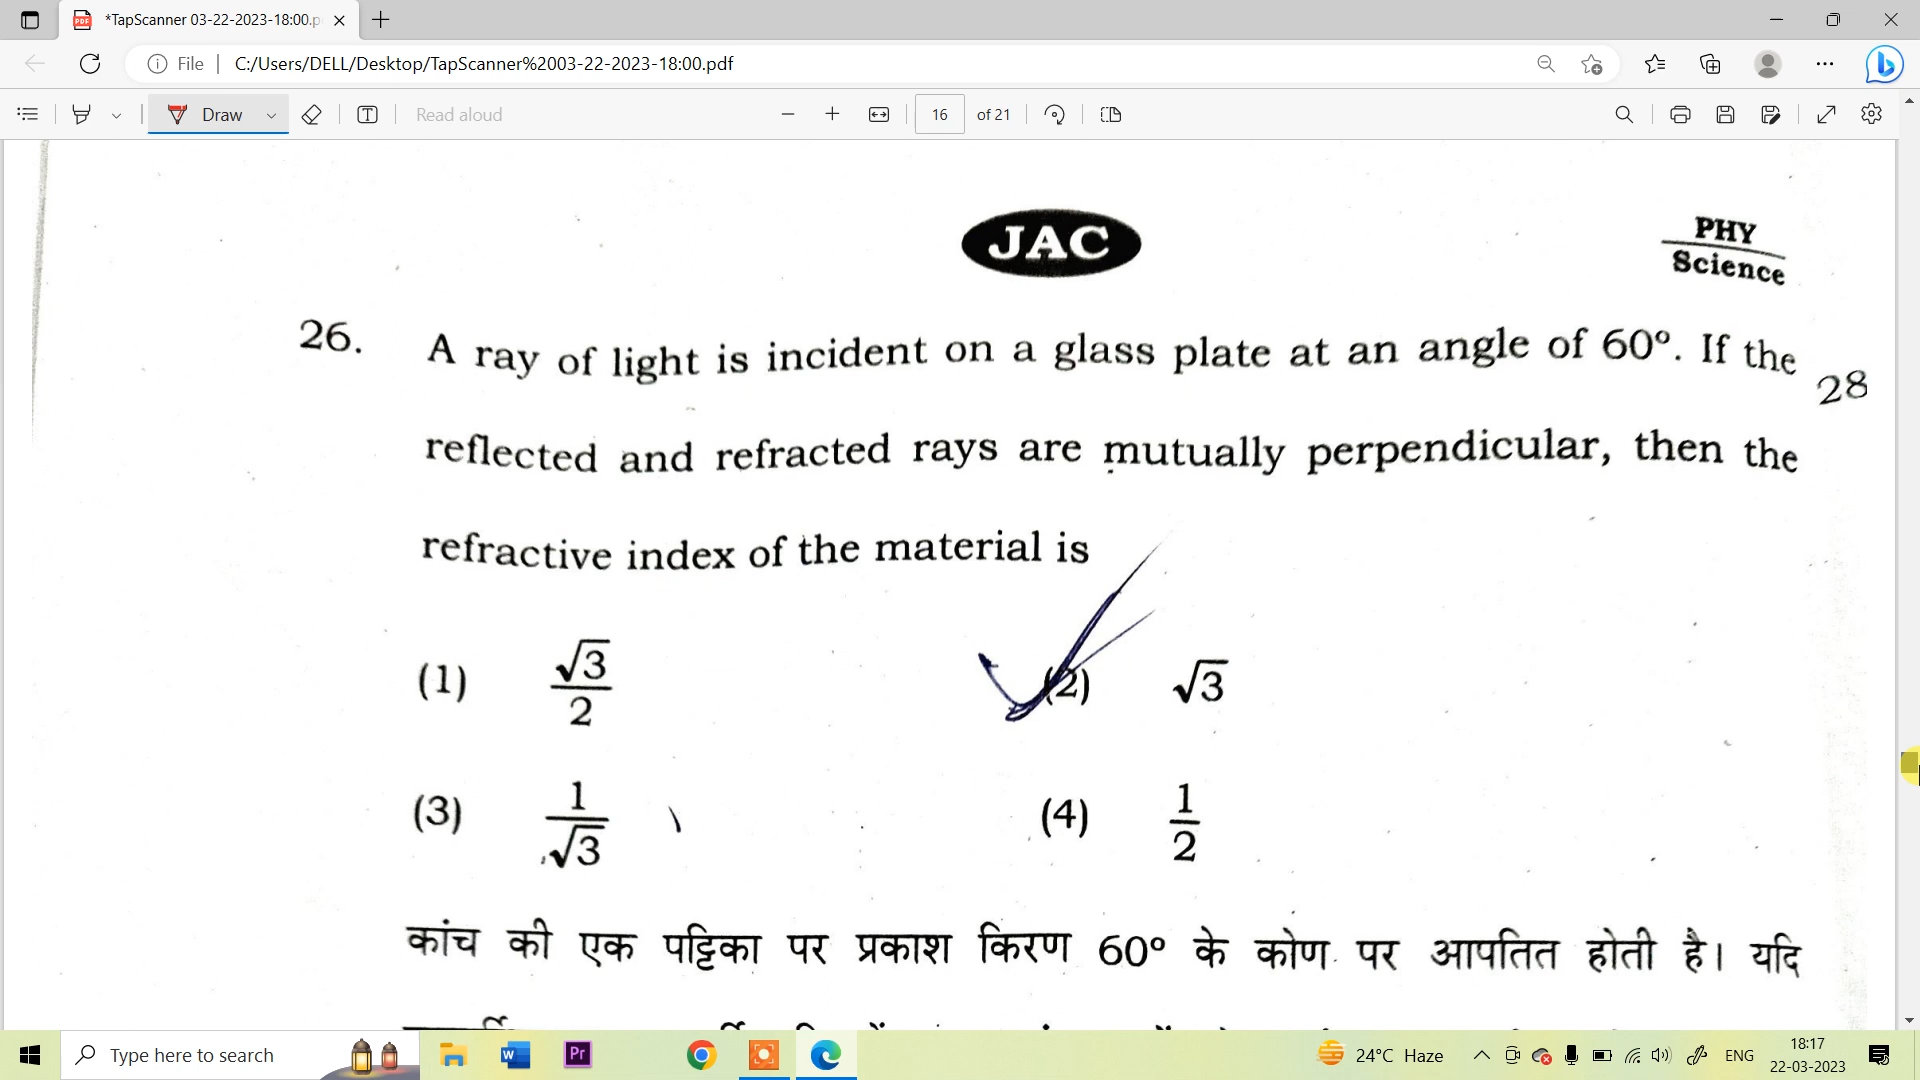 *TapScanner 03-22-2023-18:00.p
File
C:/Users/DELL/Desktop/TapScanner%2003-22-2023-18:00.pdf
Draw
Read aloud
16
of 21
JAC
PHY
Science
26. A ray of light is incident on a glass plate at an angle of 60°. If the
28
reflected and refracted rays are mutually perpendicular, then the
refractive index of the material is
(1) √3/2
(2) √3
(3) 1/√3
(4) 1/2
कांच की एक पट्टिका पर प्रकाश किरण 60° के कोण पर आपतित होती है। यदि
Type here to search
W
Pr
24°C Haze
ENG
18:17
22-03-2023